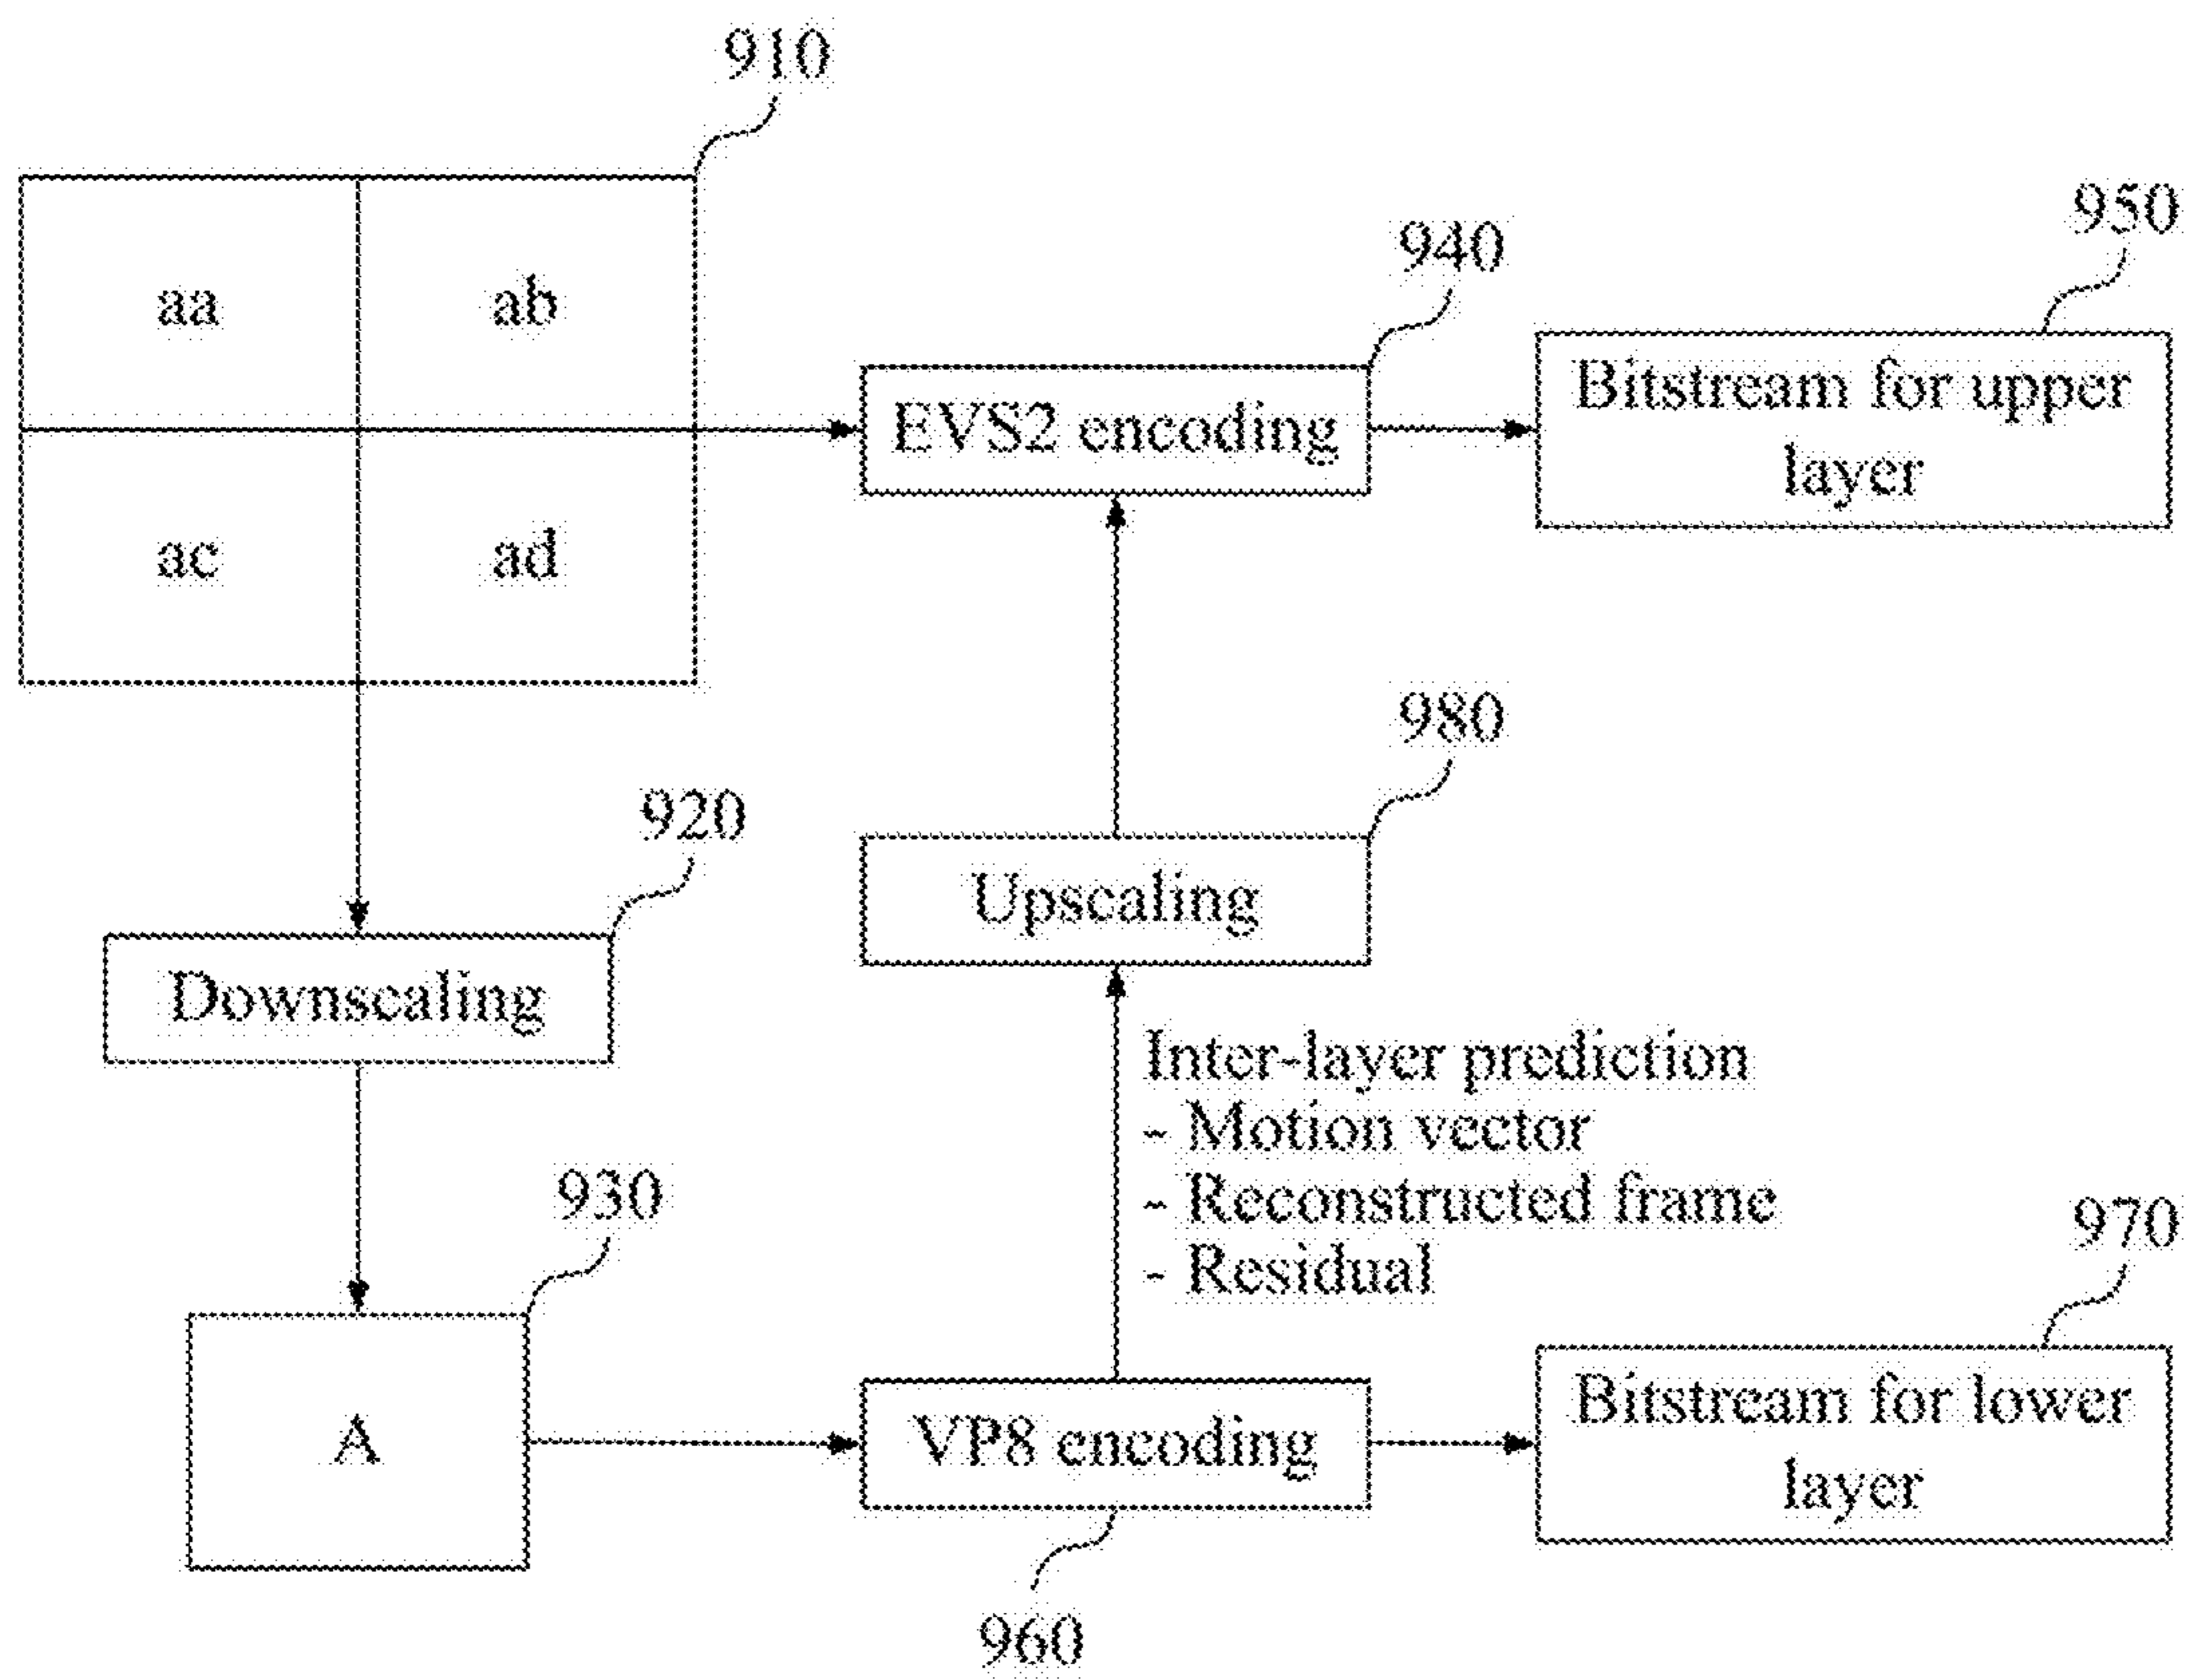 910
950
940
aa
ab
Bitstream for upper
layer
EVS2 encoding
ac
ad
980
920
Upscaling
Downscaling
Inter-layer prediction
- Motion vector
- Reconstructed frame
- Residual
930
970
A
VP8 encoding
Bitstream for lower
layer
960